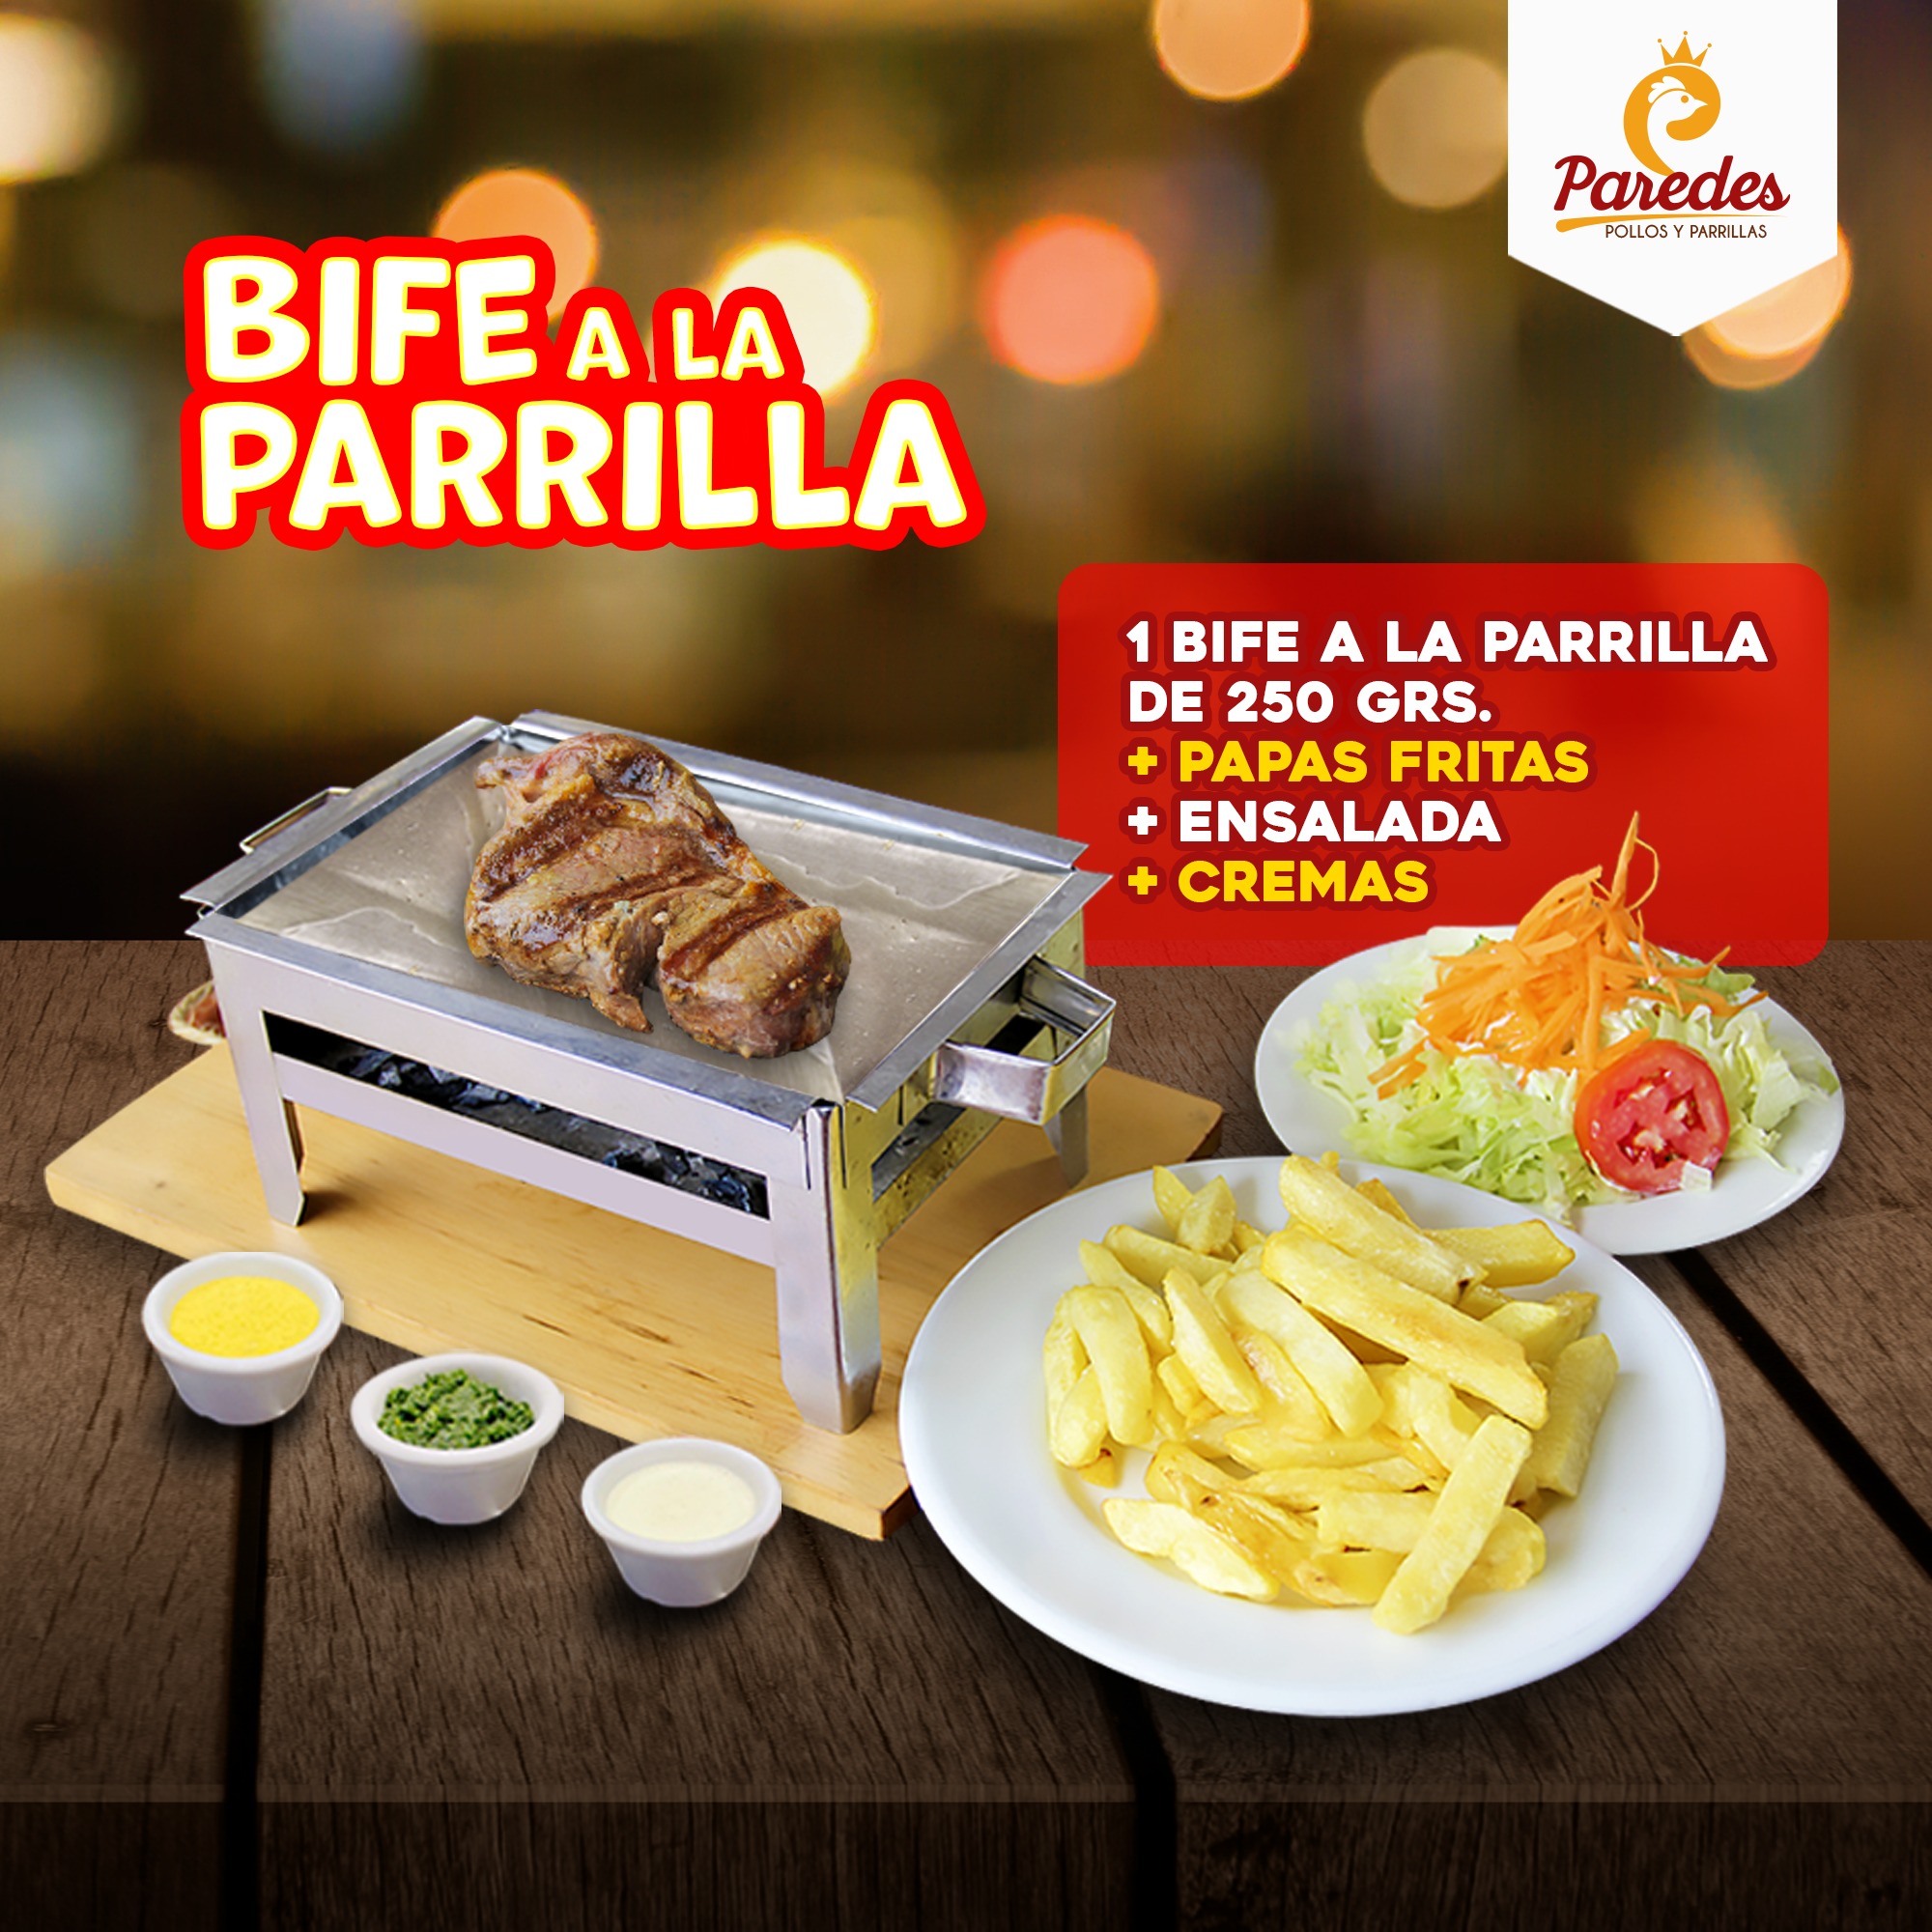 Paredes
POLLOS Y PARRILLAS
BIFE A LA
PARRILLA
1 BIFE A LA PARRILLA
DE 250 GRS.
+ PAPAS FRITAS
+ ENSALADA
+ CREMAS